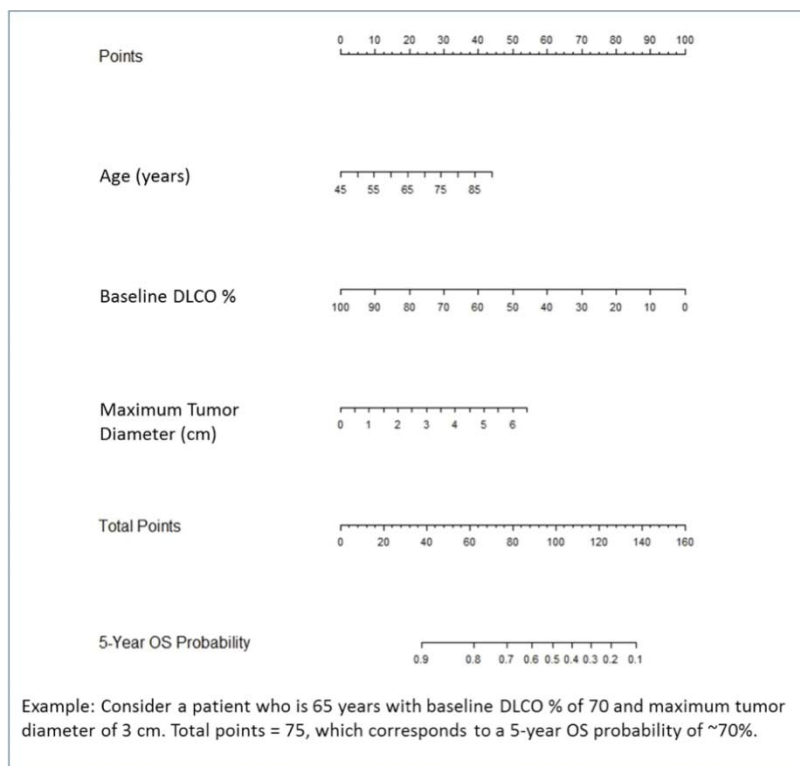 0 10 20 30 40 50 60 70 80 90 100
Points
Age (years)
45 55 65 75 85
Baseline DLCO %
100 90 80 70 60 50 40 30 20 10 0
Maximum Tumor
Diameter (cm)
0 1 2 3 4 5 6
Total Points
0 20 40 60 80 100 120 140 160
5-Year OS Probability
0.9 0.8 0.7 0.6 0.5 0.4 0.3 0.2 0.1
Example: Consider a patient who is 65 years with baseline DLCO % of 70 and maximum tumor
diameter of 3 cm. Total points = 75, which corresponds to a 5-year OS probability of ~70%.